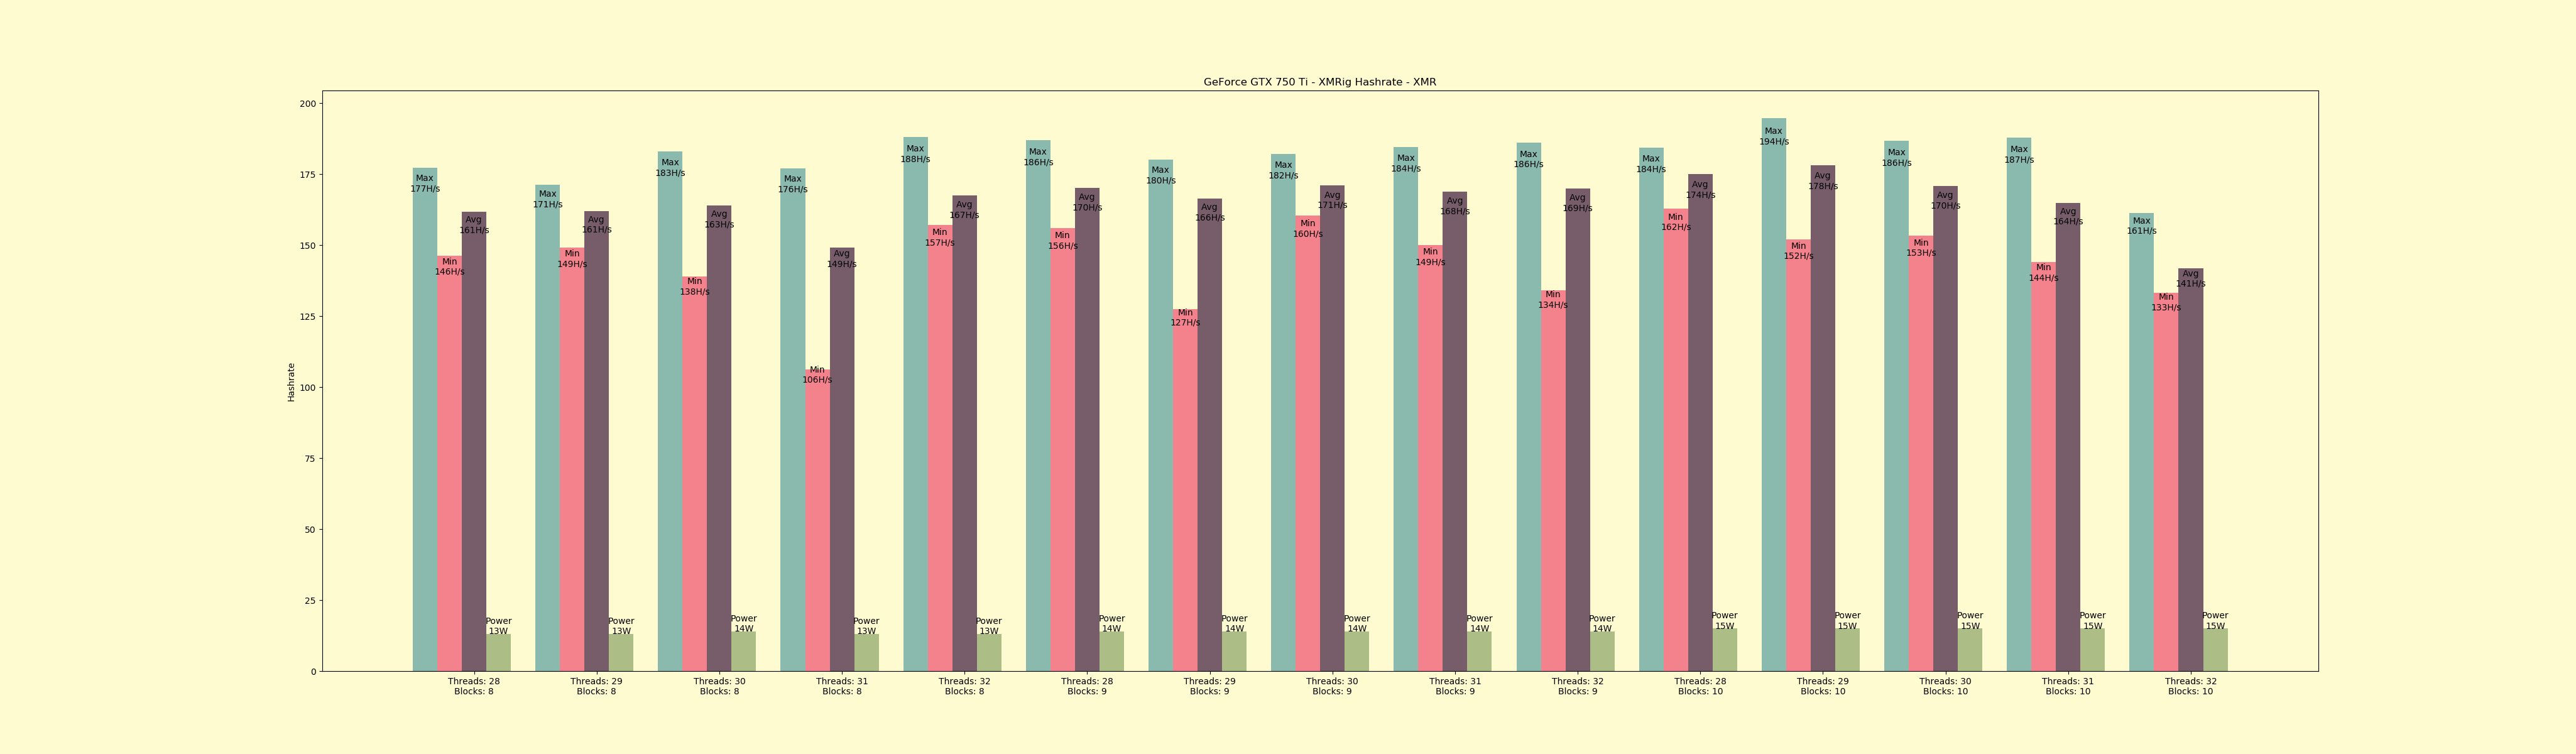 GeForce GTX 750 Ti - XMRig Hashrate - XMR
Hashrate
200
175
150
125
100
75
50
25
0
Max
177H/s
Min
146H/s
Avg
161H/s
Power
13W
Threads: 28
Blocks: 8
Max
171H/s
Min
149H/s
Avg
161H/s
Power
13W
Threads: 29
Blocks: 8
Max
183H/s
Min
138H/s
Avg
163H/s
Power
14W
Threads: 30
Blocks: 8
Max
176H/s
Min
106H/s
Avg
149H/s
Power
13W
Threads: 31
Blocks: 8
Max
188H/s
Min
157H/s
Avg
167H/s
Power
13W
Threads: 32
Blocks: 8
Max
186H/s
Min
156H/s
Avg
170H/s
Power
14W
Threads: 28
Blocks: 9
Max
180H/s
Min
127H/s
Avg
166H/s
Power
14W
Threads: 29
Blocks: 9
Max
182H/s
Min
160H/s
Avg
171H/s
Power
14W
Threads: 30
Blocks: 9
Max
184H/s
Min
149H/s
Avg
168H/s
Power
14W
Threads: 31
Blocks: 9
Max
186H/s
Min
134H/s
Avg
169H/s
Power
14W
Threads: 32
Blocks: 9
Max
184H/s
Min
162H/s
Avg
174H/s
Power
15W
Threads: 28
Blocks: 10
Max
194H/s
Min
152H/s
Avg
178H/s
Power
15W
Threads: 29
Blocks: 10
Max
186H/s
Min
153H/s
Avg
170H/s
Power
15W
Threads: 30
Blocks: 10
Max
187H/s
Min
144H/s
Avg
164H/s
Power
15W
Threads: 31
Blocks: 10
Max
161H/s
Min
133H/s
Avg
141H/s
Power
15W
Threads: 32
Blocks: 10